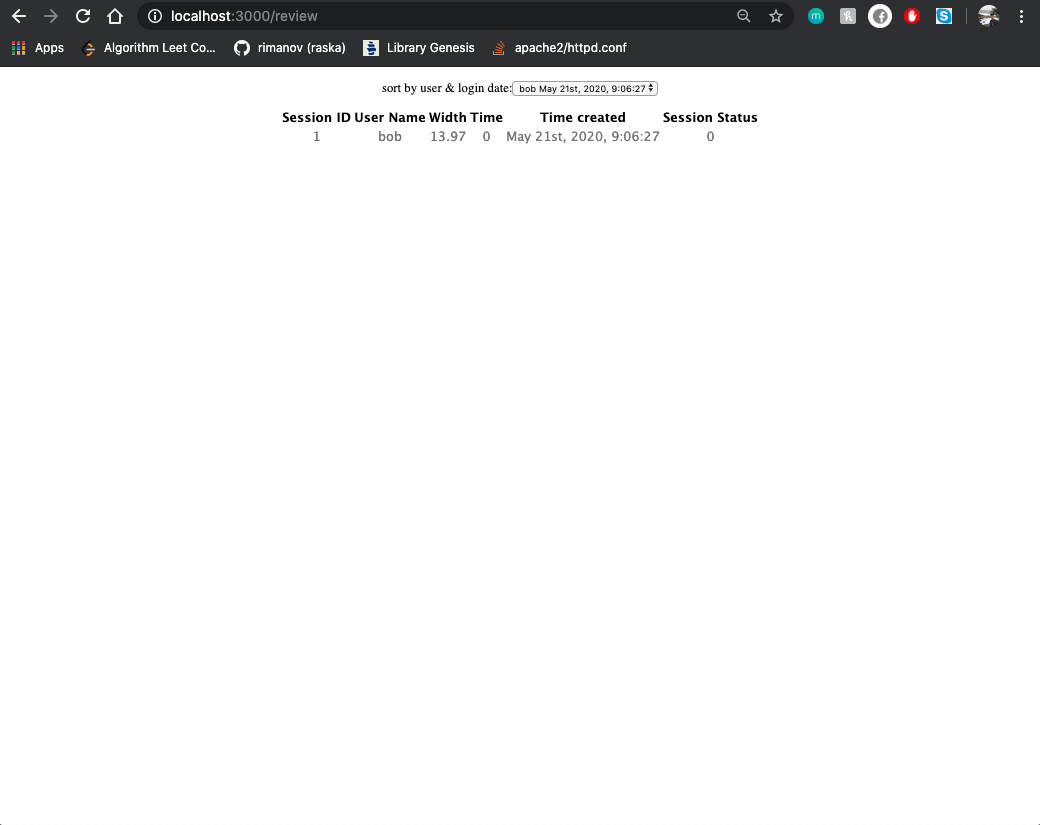 localhost:3000/review
Apps Algorithm Leet Co... rimanov (raska) Library Genesis apache2/httpd.conf
sort by user & login date: bob May 21st, 2020, 9:06:27
Session ID User Name Width Time Time created Session Status
1 bob 13.97 0 May 21st, 2020, 9:06:27 0